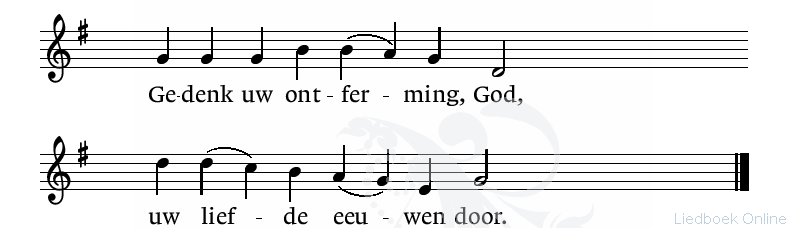 Ge-denk uw ont - fer - ming, God,
uw lief - de eeu - wen door.
Liedboek Online